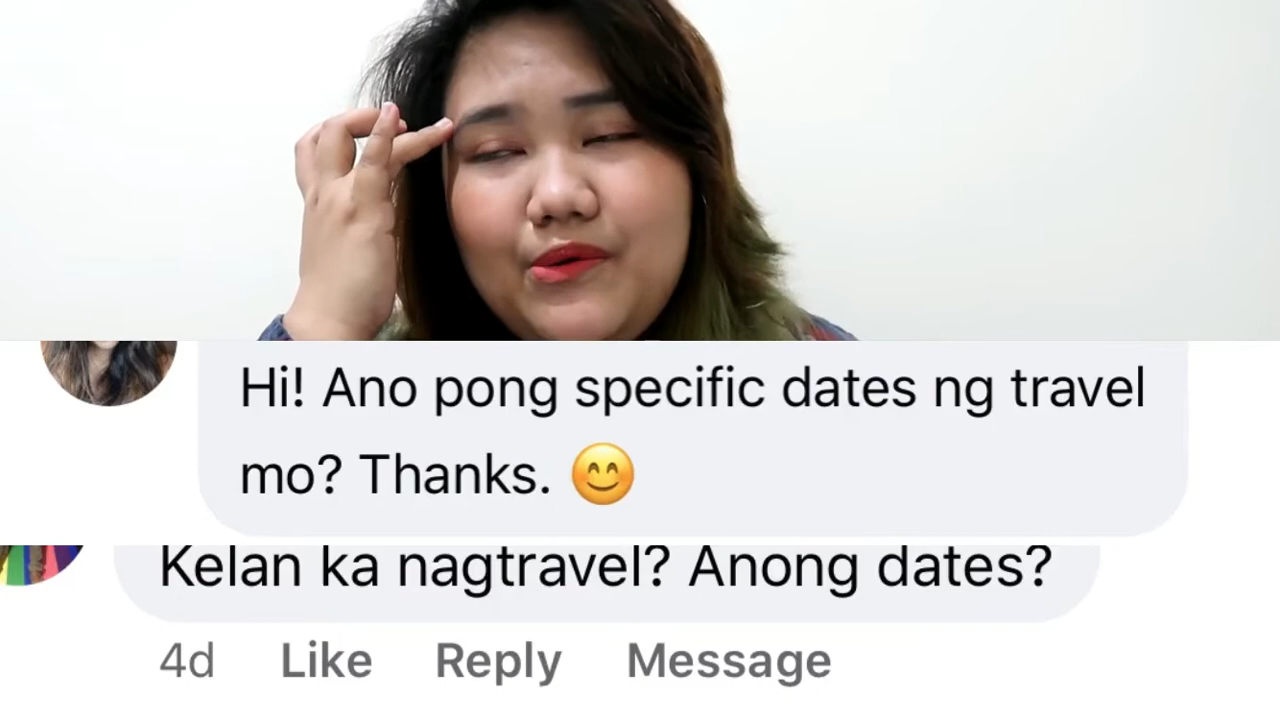 Hi! Ano pong specific dates ng travel
mo? Thanks. 😊
Kelan ka nagtravel? Anong dates?
4d Like Reply Message